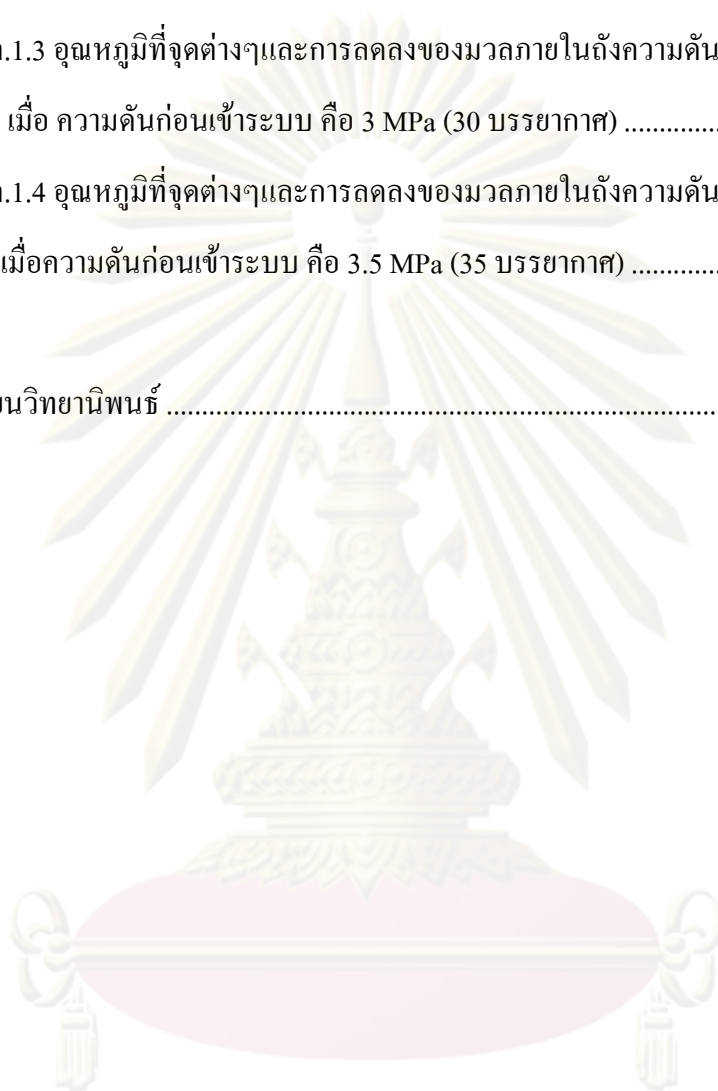 .1.3 อุณหภูมิที่จุดต่างๆและการลดลงของมวลภายในถังความดัน
เมื่อ ความดันก่อนเข้าระบบ คือ 3 MPa (30 บรรยากาศ) ..............
.1.4 อุณหภูมิที่จุดต่างๆและการลดลงของมวลภายในถังความดัน
เมื่อความดันก่อนเข้าระบบ คือ 3.5 MPa (35 บรรยากาศ) .............
ยนวิทยานิพนธ์ ...............................................................................